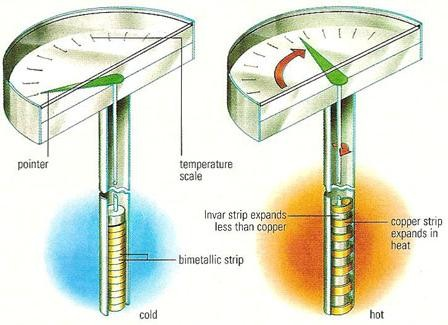 pointer
temperature
scale
bimetallic strip
cold
Invar strip expands
less than copper
copper strip
expands in
heat
hot